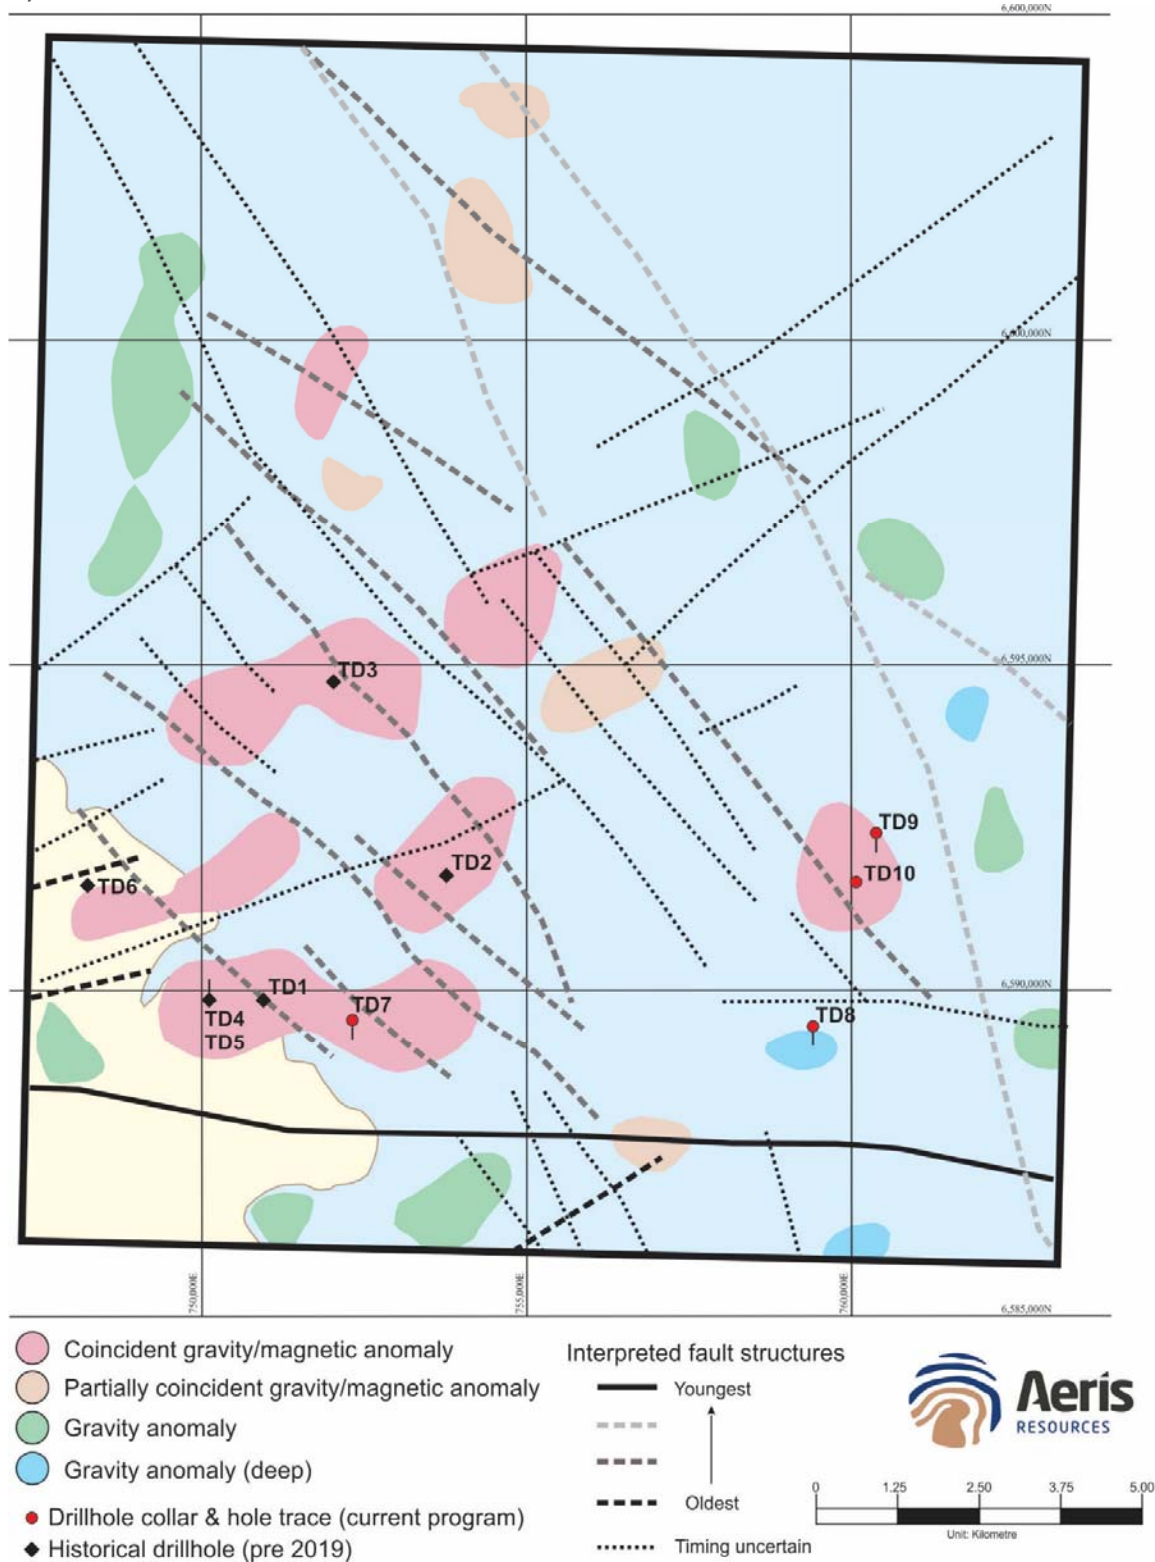 6,600,000N
6,600,000N
TD3
6,595,000N
TD9
TD2
TD10
TD6
6,590,000N
TD1
TD7
TD8
TD4
TD5
750,000E
755,000E
760,000E
6,585,000N
Coincident gravity/magnetic anomaly
Partially coincident gravity/magnetic anomaly
Gravity anomaly
Gravity anomaly (deep)
Drillhole collar & hole trace (current program)
Historical drillhole (pre 2019)
Interpreted fault structures
Youngest
Oldest
Timing uncertain
Aeris
RESOURCES
0 1.25 2.50 3.75 5.00
Unit: Kilometre